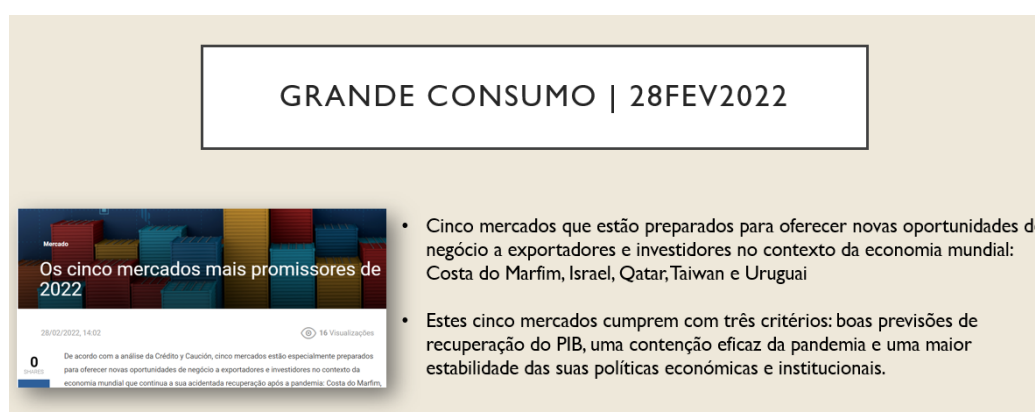 GRANDE CONSUMO | 28FEV2022
Mercado
Os cinco mercados mais promissores de
2022
28/02/2022, 14:02
16 Visualizações
0
SHARES
De acordo com a análise da Crédito y Caución, cinco mercados estão especialmente preparados
para oferecer novas oportunidades de negócio a exportadores e investidores no contexto da
economia mundial que continua a sua acidentada recuperação após a pandemia: Costa do Marfim,
• Cinco mercados que estão preparados para oferecer novas oportunidades d
negócio a exportadores e investidores no contexto da economia mundial:
Costa do Marfim, Israel, Qatar, Taiwan e Uruguai
• Estes cinco mercados cumprem com três critérios: boas previsões de
recuperação do PIB, uma contenção eficaz da pandemia e uma maior
estabilidade das suas políticas económicas e institucionais.